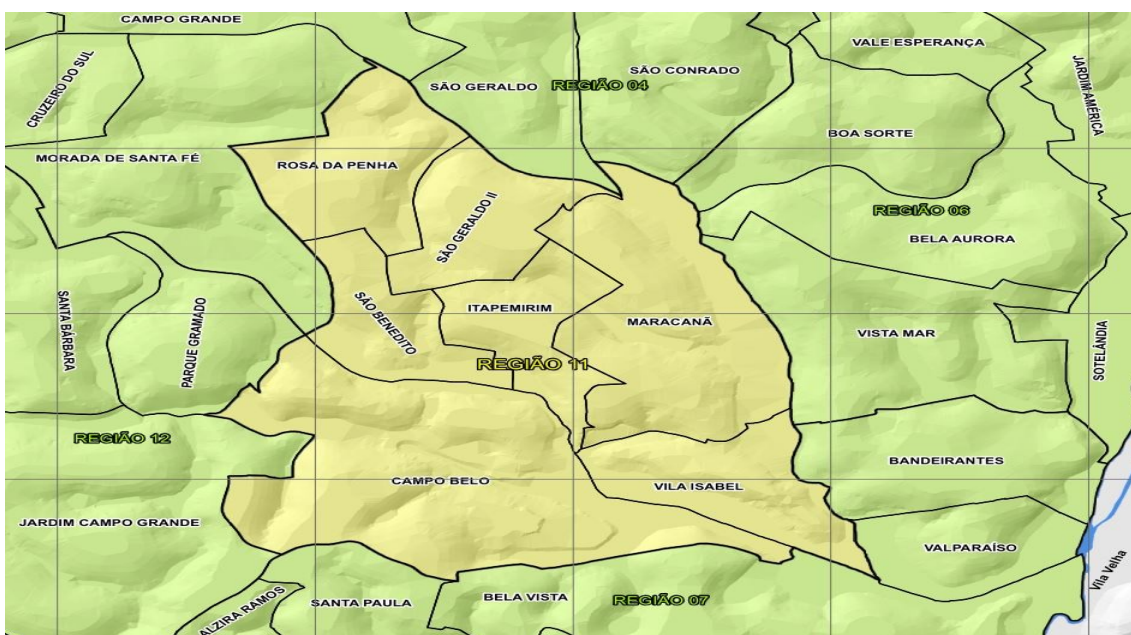 CAMPO GRANDE
VALE ESPERANÇA
CRUZEIRO DO SUL
SÃO GERALDO
REGIÃO 04
SÃO CONRADO
JARDIM AMÉRICA
BOA SORTE
MORADA DE SANTA FÉ
ROSA DA PENHA
SÃO GERALDO II
REGIÃO 06
BELA AURORA
SANTA BÁRBARA
PARQUE GRAMADO
SÃO BENEDITO
ITAPEMIRIM
MARACANÃ
VISTA MAR
SOTELÂNDIA
REGIÃO 11
REGIÃO 12
BANDEIRANTES
CAMPO BELO
VILA ISABEL
JARDIM CAMPO GRANDE
VALPARAÍSO
Vila Velha
ALZIRA RAMOS
SANTA PAULA
BELA VISTA
REGIÃO 07